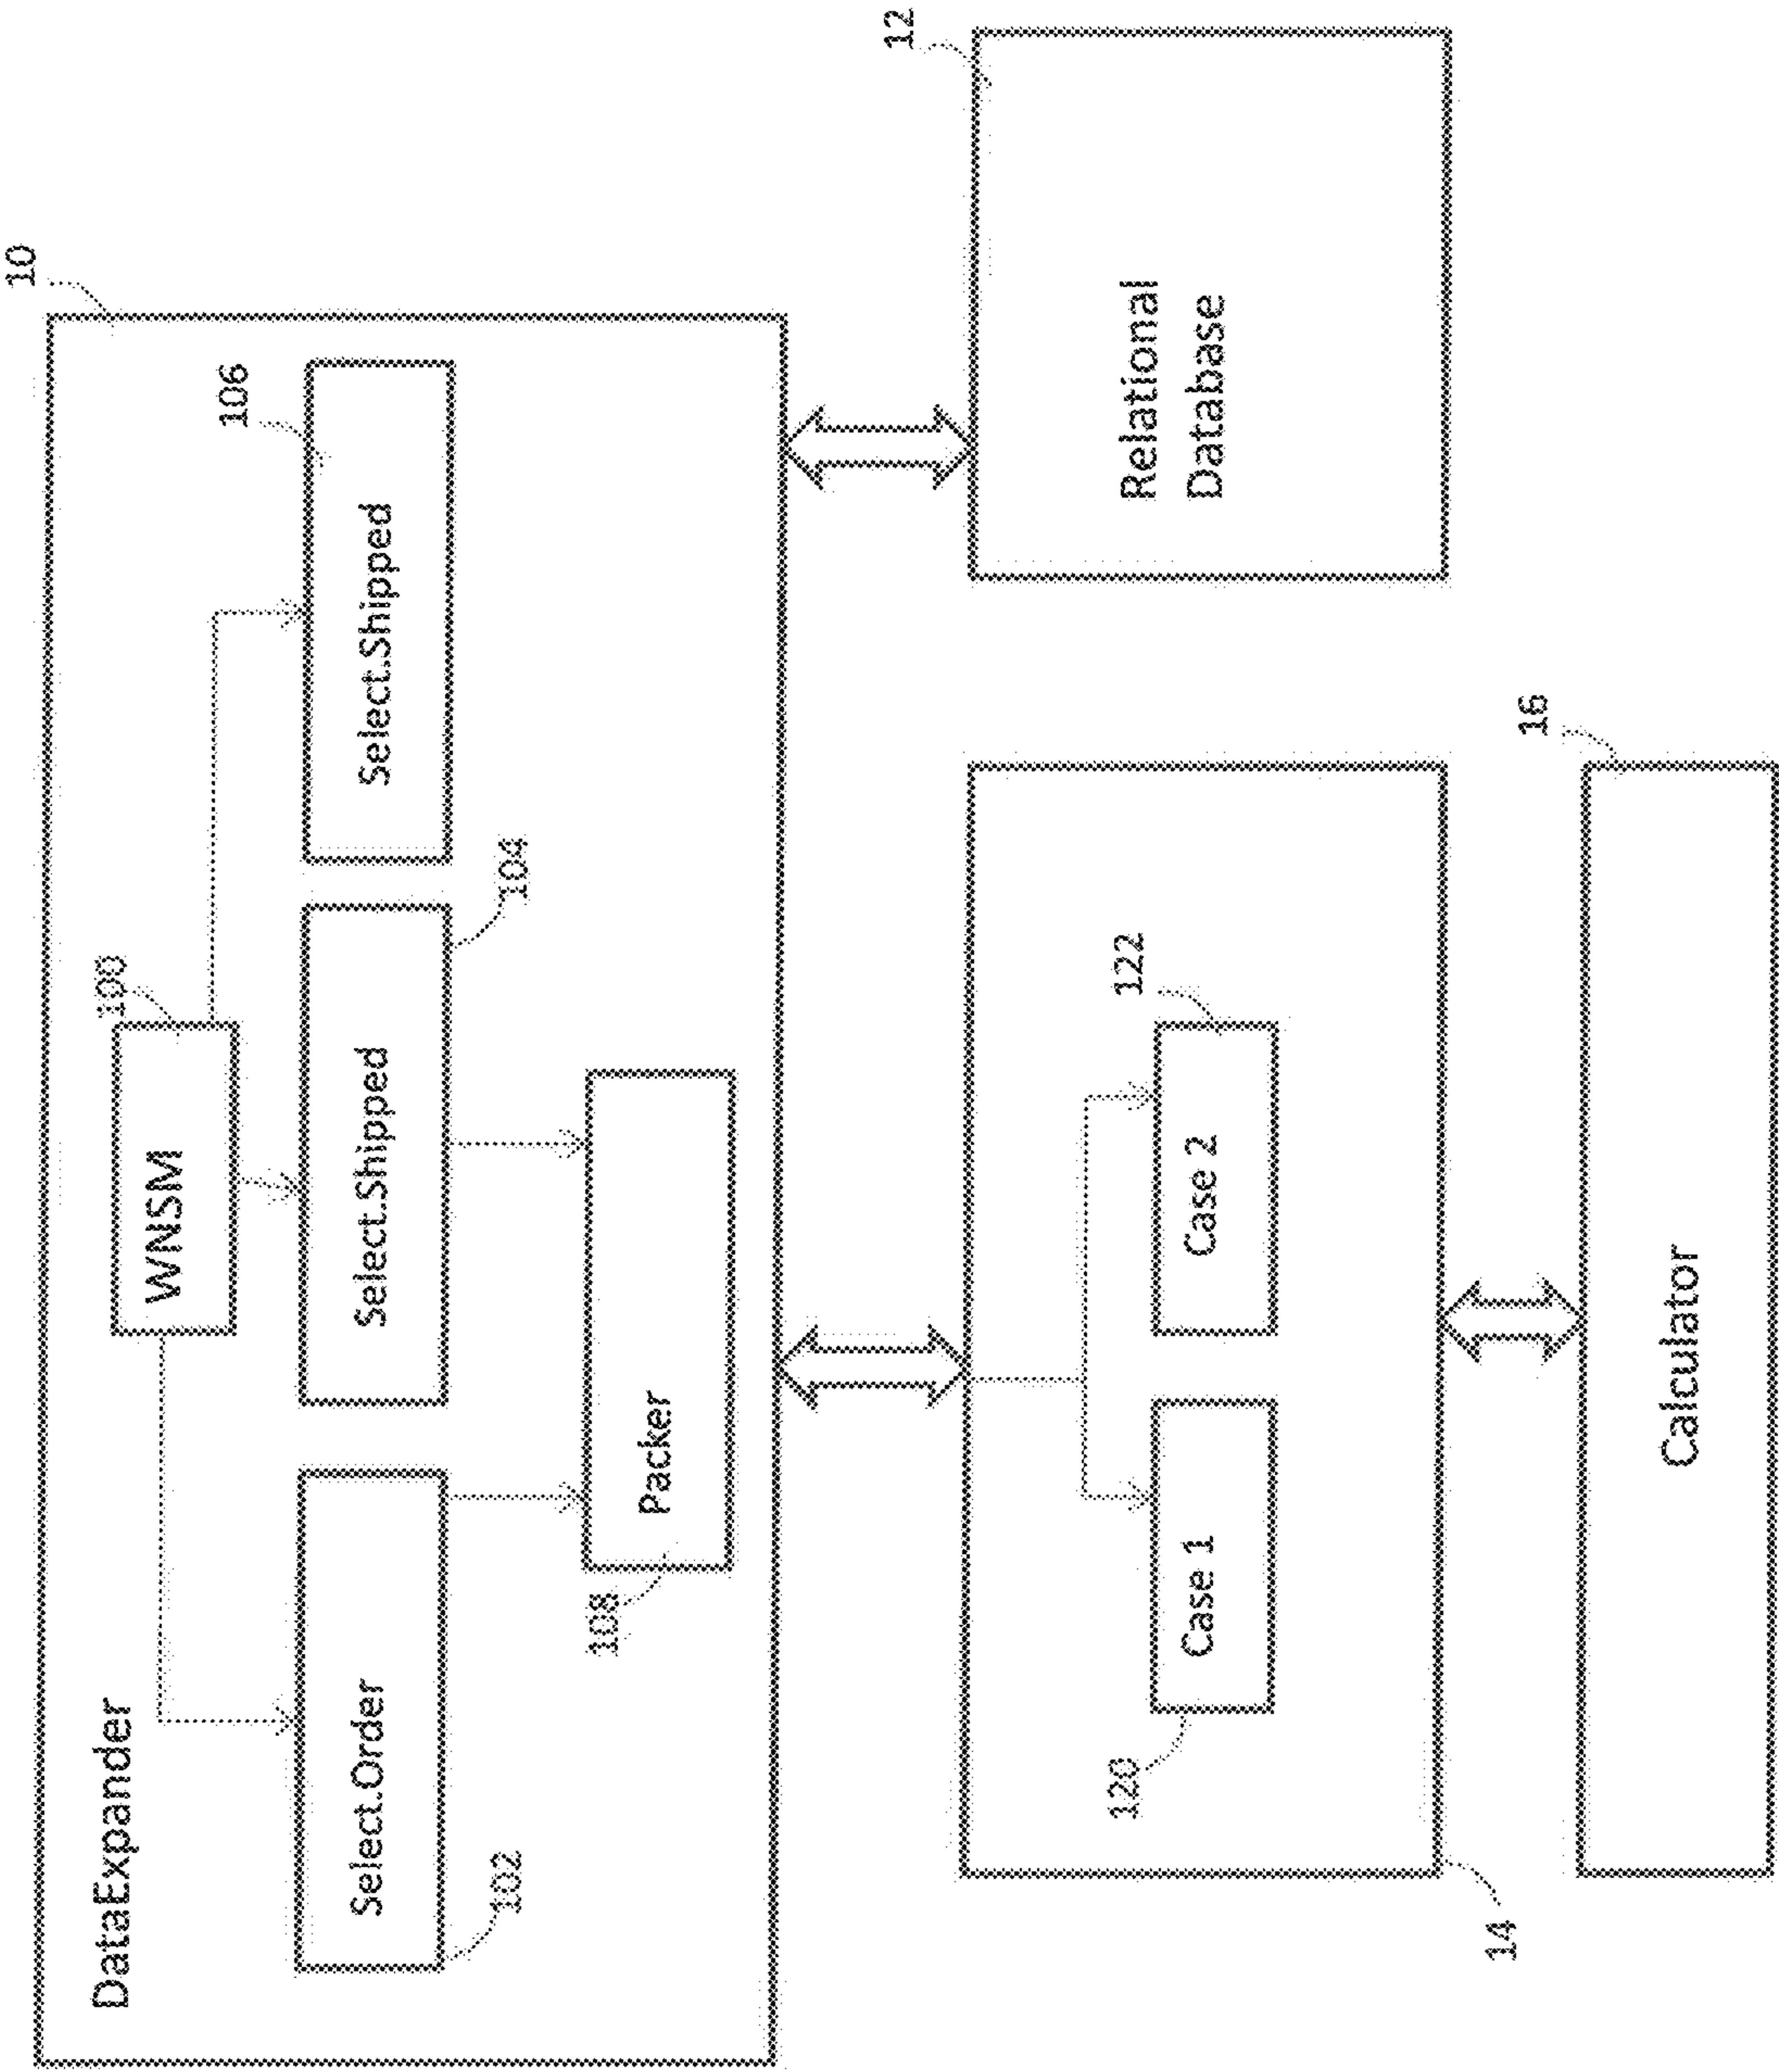 10
DataExpander
WNSM
100
Select.Order
102
Select.Shipped
104
Select.Shipped
106
Packer
108
12
Relational
Database
14
Case 1
120
Case 2
122
Calculator
16